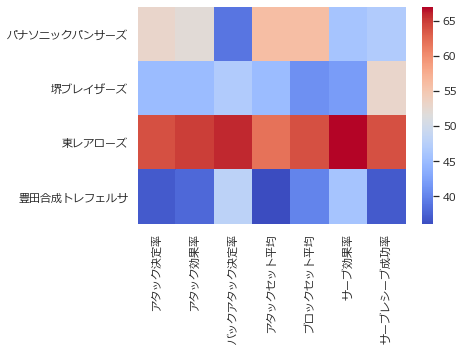 パナソニックパンサーズ
堺ブレイザーズ
東レアローズ
豊田合成トレフェルサ
アタック決定率
アタック効果率
バックアタック決定率
アタックセット平均
ブロックセット平均
サーブ効果率
サーブレシーブ成功率
65
60
55
50
45
40